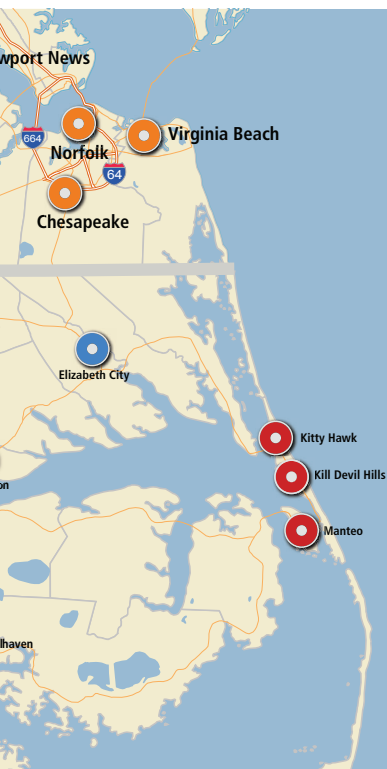 wport News
664
Virginia Beach
Norfolk
64
Chesapeake
Elizabeth City
Kitty Hawk
on
Kill Devil Hills
Manteo
lhaven